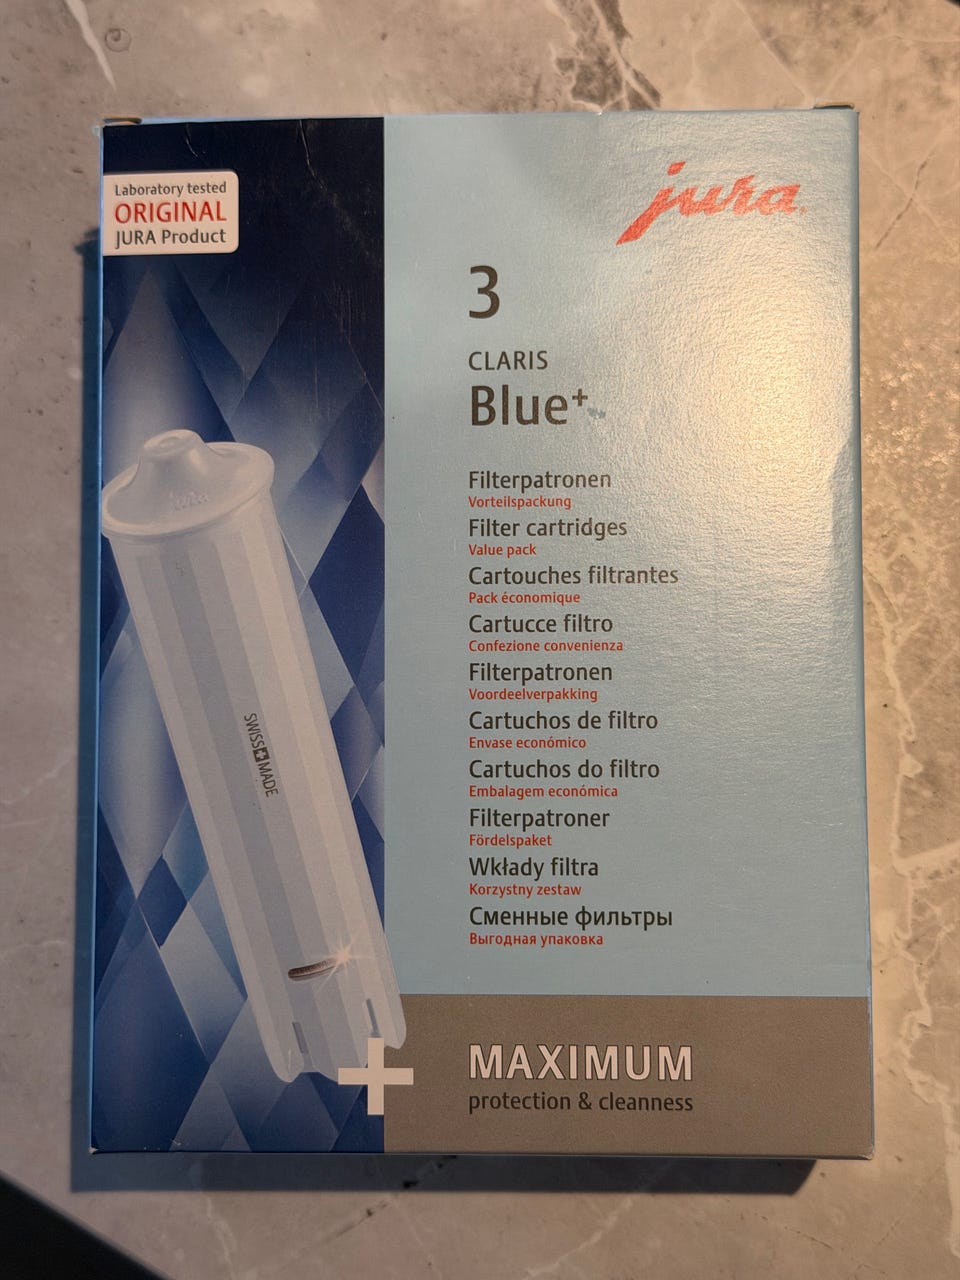 Laboratory tested
ORIGINAL
JURA Product
jura
3
CLARIS
Blue+
Filterpatronen
Vorteilspackung
Filter cartridges
Value pack
Cartouches filtrantes
Pack économique
Cartucce filtro
Confezione convenienza
Filterpatronen
Voordeelverpakking
Cartuchos de filtro
Envase económico
Cartuchos do filtro
Embalagem económica
Filterpatroner
Fördelspaket
Wkłady filtra
Korzystny zestaw
Сменные фильтры
Выгодная упаковка
jura
SWISS MADE
+
MAXIMUM
protection & cleanness